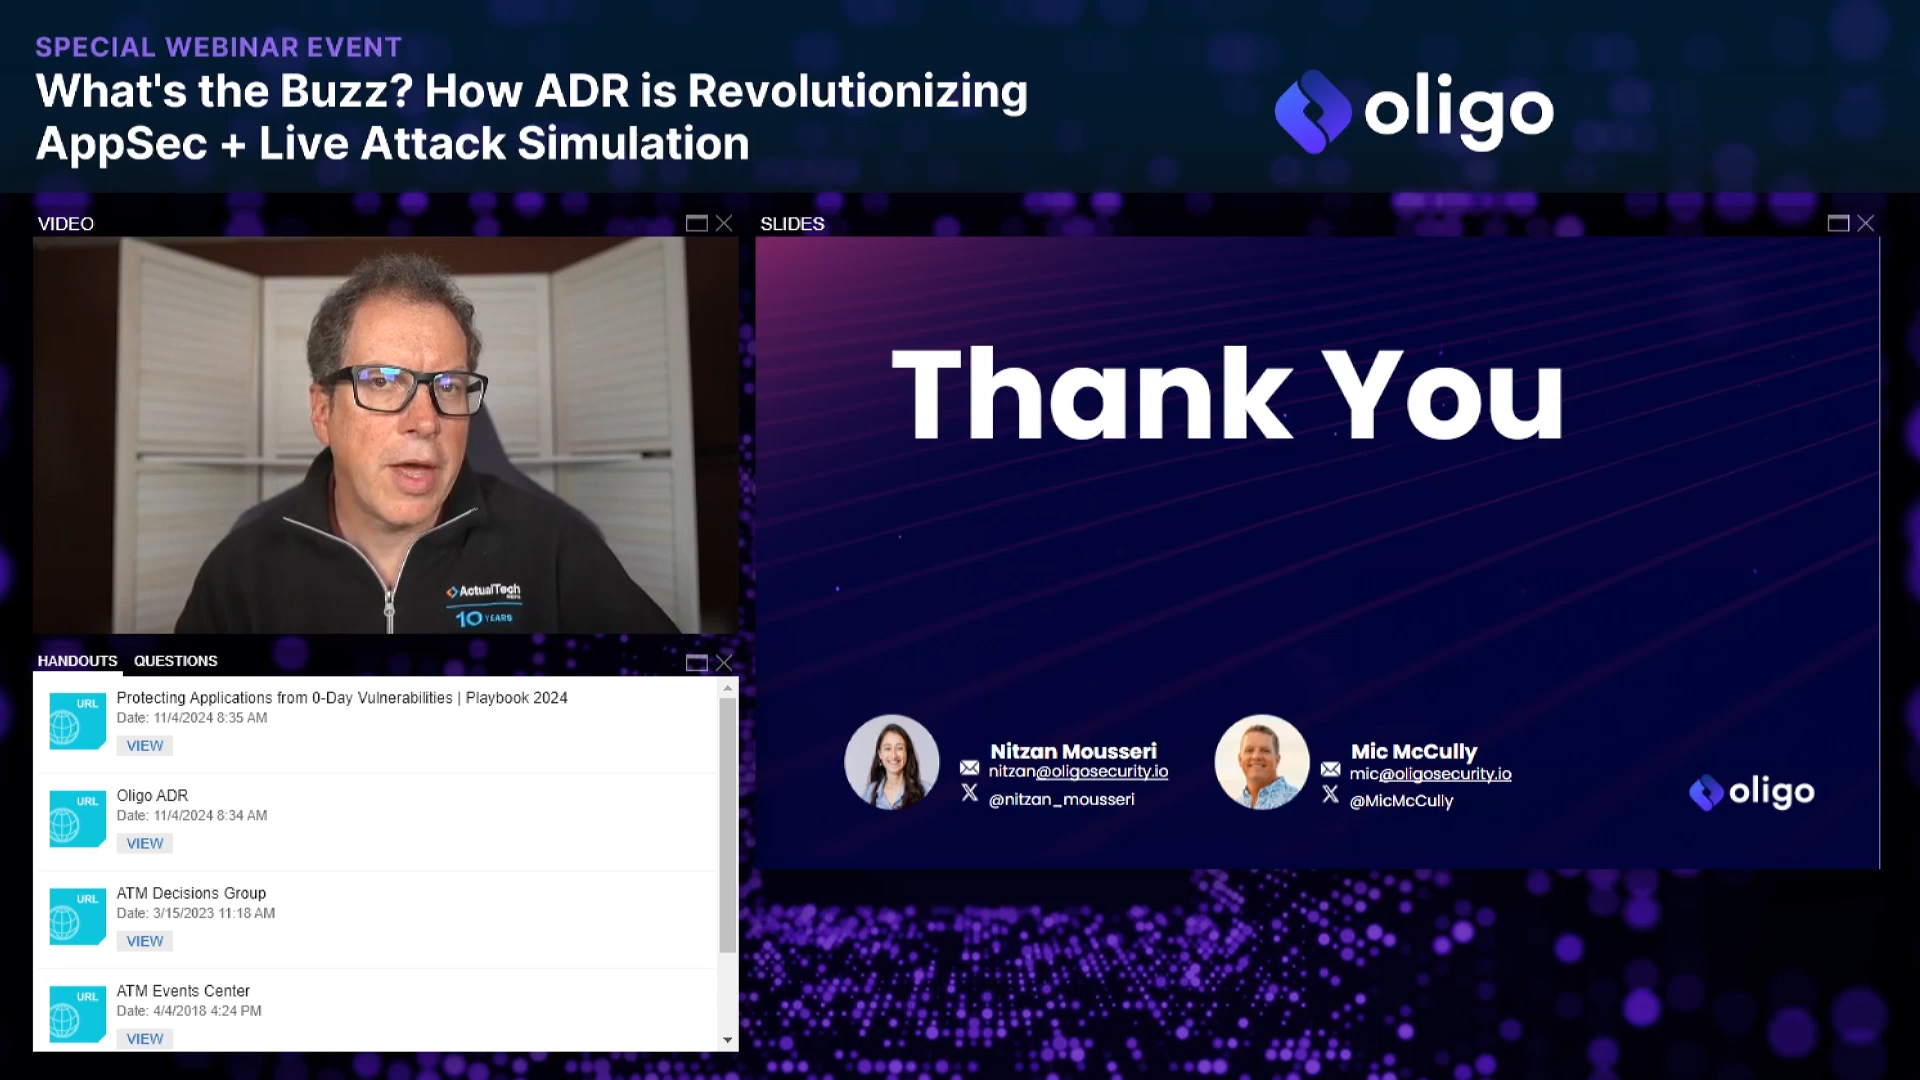 SPECIAL WEBINAR EVENT
What's the Buzz? How ADR is Revolutionizing
AppSec + Live Attack Simulation
oligo
VIDEO
ActualTech
MEDIA
10 YEARS
SLIDES
Thank You
Nitzan Mousseri
nitzan@oligosecurity.io
@nitzan_mousseri
Mic McCully
mic@oligosecurity.io
@MicMcCully
oligo
HANDOUTS QUESTIONS
URL
Protecting Applications from 0-Day Vulnerabilities | Playbook 2024
Date: 11/4/2024 8:35 AM
VIEW
URL
Oligo ADR
Date: 11/4/2024 8:34 AM
VIEW
URL
ATM Decisions Group
Date: 3/15/2023 11:18 AM
VIEW
URL
ATM Events Center
Date: 4/4/2018 4:24 PM
VIEW